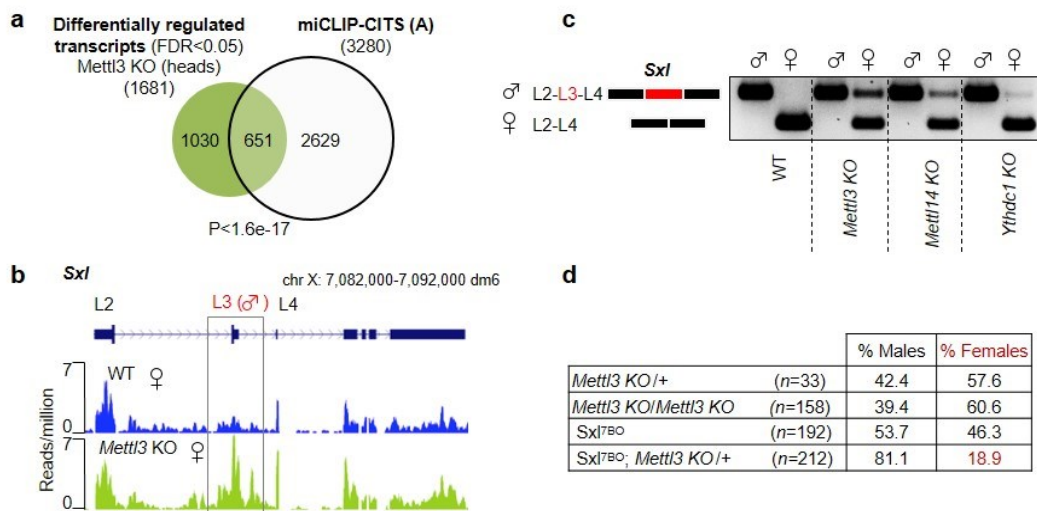 a
Differentially regulated
transcripts (FDR<0.05)
Mettl3 KO (heads)
(1681)
miCLIP-CITS (A)
(3280)
1030
651
2629
P<1.6e-17
b
Sxl
chr X: 7,082,000-7,092,000 dm6
L2
L3 (♂)
L4
Reads/million
7
WT ♀
0
7
Mettl3 KO ♀
0
c
♂ ♀ ♂ ♀ ♂ ♀ ♂ ♀
Sxl
♂ L2-L3-L4
♀ L2-L4
WT
Mettl3 KO
Mettl14 KO
Ythdc1 KO
d
% Males % Females
Mettl3 KO/+ (n=33) 42.4 57.6
Mettl3 KO/Mettl3 KO (n=158) 39.4 60.6
Sxl7BO (n=192) 53.7 46.3
Sxl7BO; Mettl3 KO/+ (n=212) 81.1 18.9